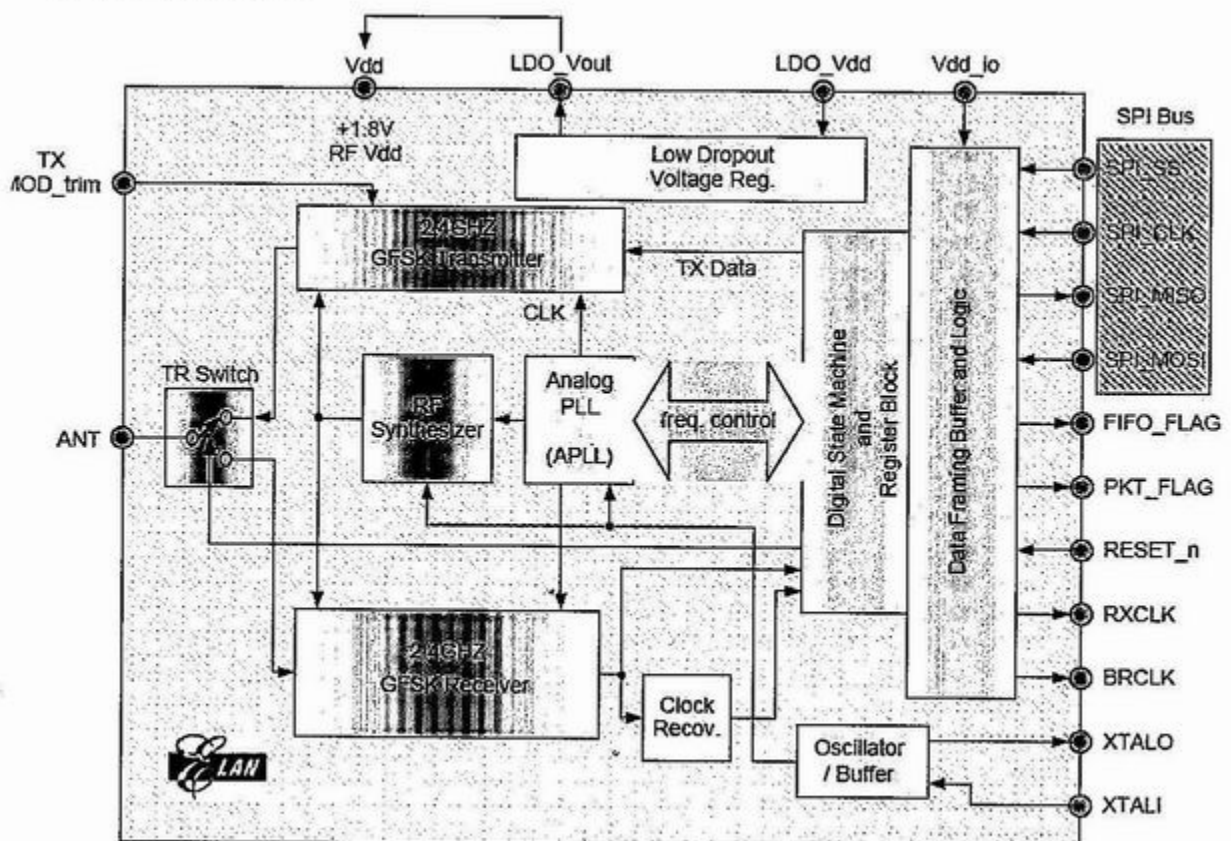 Vdd
LDO_Vout
LDO_Vdd
Vdd_io
SPI Bus
+1.8V
RF Vdd
Low Dropout
Voltage Reg.
TX
MOD_trim
SPI_SS
2.4GHZ
GFSK Transmitter
TX Data
SPI_CLK
CLK
SPI_MISO
SPI_MOSI
TR Switch
RF
Synthesizer
Analog
PLL
(APLL)
freq. control
Digital State Machine
and
Register Block
Data Framing Buffer and Logic
ANT
FIFO_FLAG
PKT_FLAG
RESET_n
RXCLK
2.4GHZ
GFSK Receiver
BRCLK
Clock
Recov.
Oscillator
/ Buffer
XTALO
XTALI
ELAN